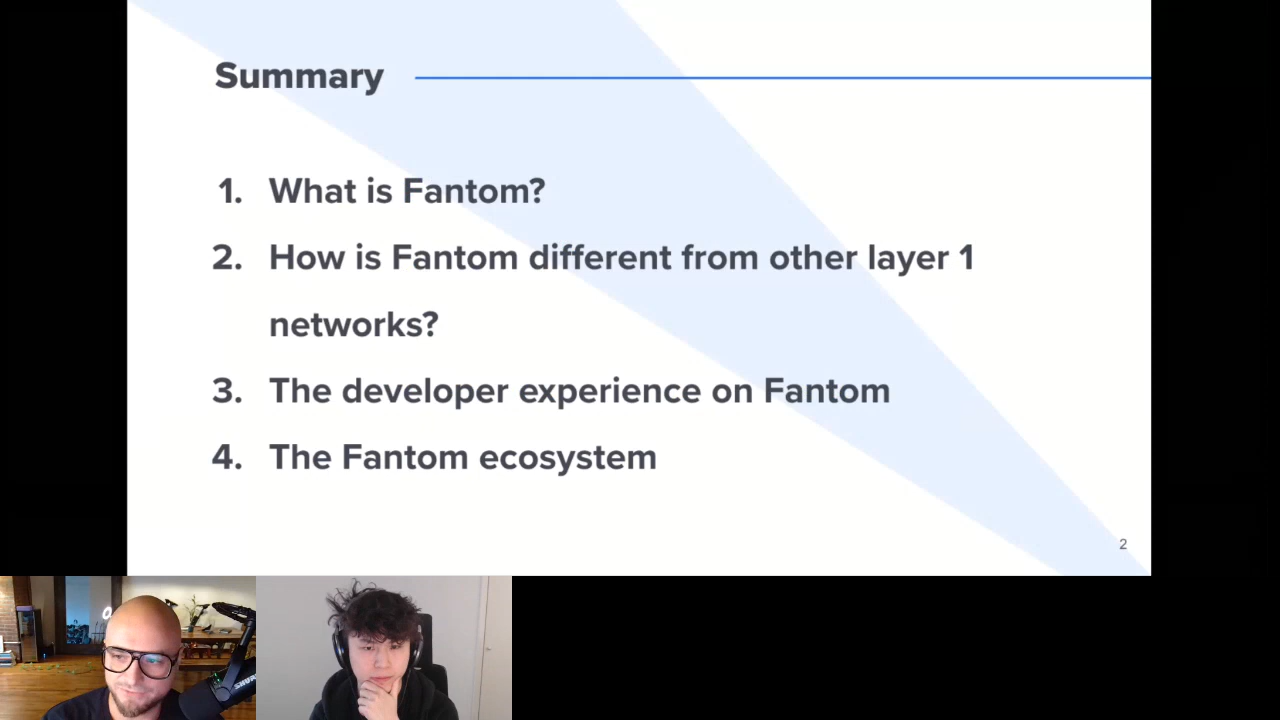 Summary
1. What is Fantom?
2. How is Fantom different from other layer 1
networks?
3. The developer experience on Fantom
4. The Fantom ecosystem
2
SHURE